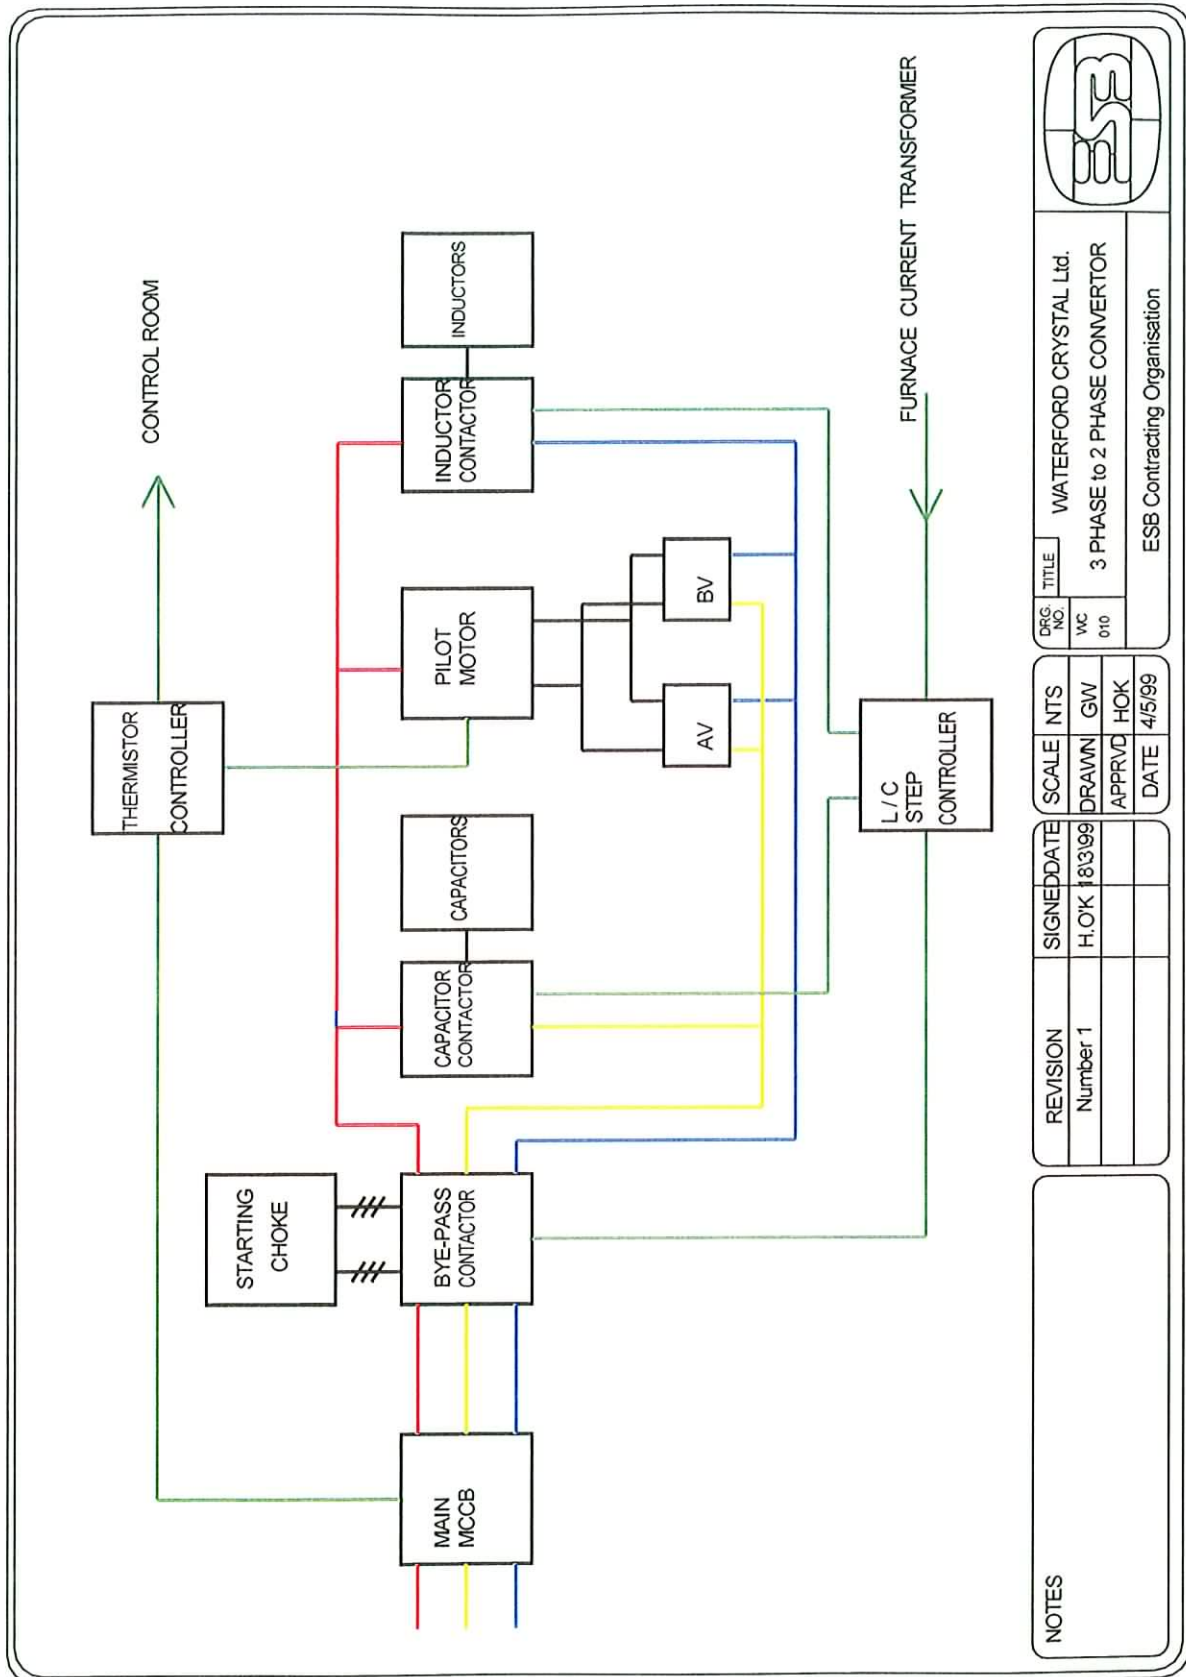 THERMISTOR
CONTROLLER
CONTROL ROOM
STARTING
CHOKE
MAIN
MCCB
BYE-PASS
CONTACTOR
CAPACITOR
CONTACTOR
CAPACITORS
PILOT
MOTOR
INDUCTOR
CONTACTOR
INDUCTORS
AV
BV
L / C
STEP
CONTROLLER
FURNACE CURRENT TRANSFORMER
NOTES
REVISION SIGNED DATE
Number 1 H.O'K 18\3\99
SCALE NTS
DRAWN GW
APPRVD HOK
DATE 4/5/99
DRG. NO.
WC 010
TITLE
WATERFORD CRYSTAL Ltd.
3 PHASE to 2 PHASE CONVERTOR
ESB Contracting Organisation
ESB